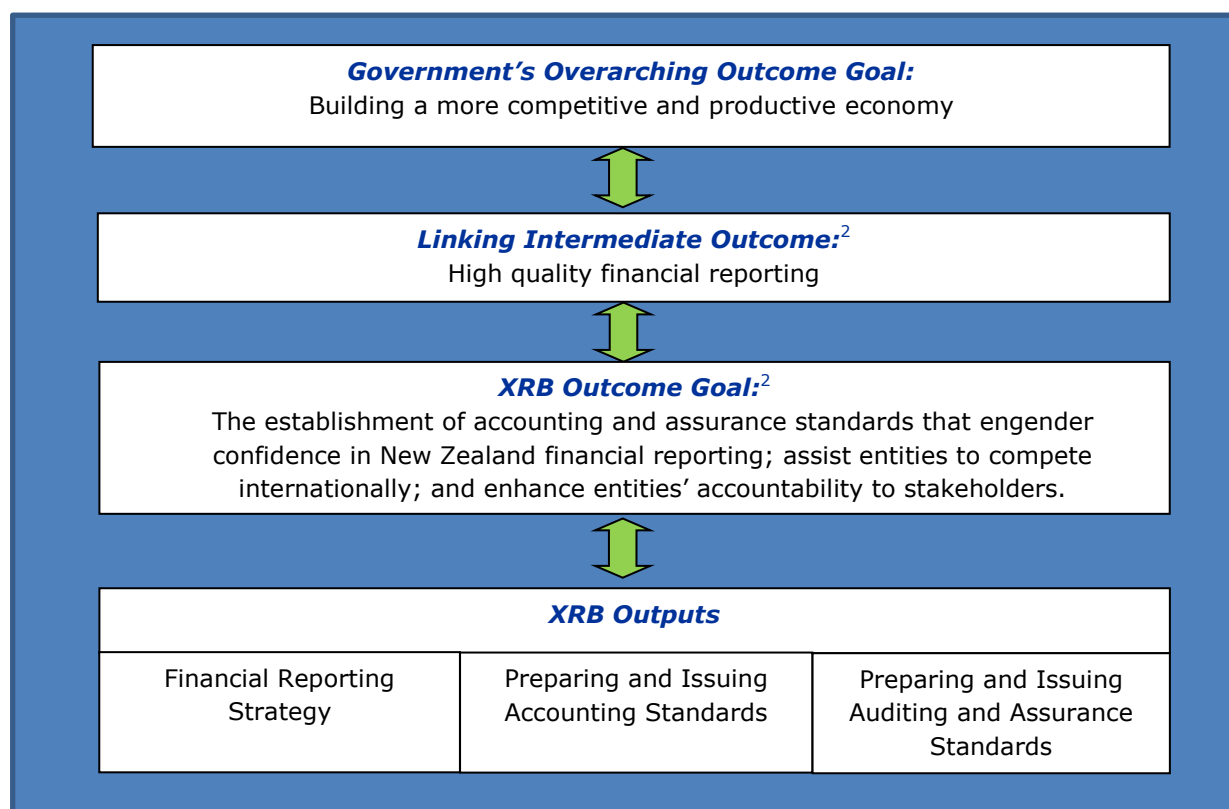 Government’s Overarching Outcome Goal:
Building a more competitive and productive economy
Linking Intermediate Outcome:2
High quality financial reporting
XRB Outcome Goal:2
The establishment of accounting and assurance standards that engender
confidence in New Zealand financial reporting; assist entities to compete
internationally; and enhance entities’ accountability to stakeholders.
XRB Outputs
Financial Reporting
Strategy
Preparing and Issuing
Accounting Standards
Preparing and Issuing
Auditing and Assurance
Standards